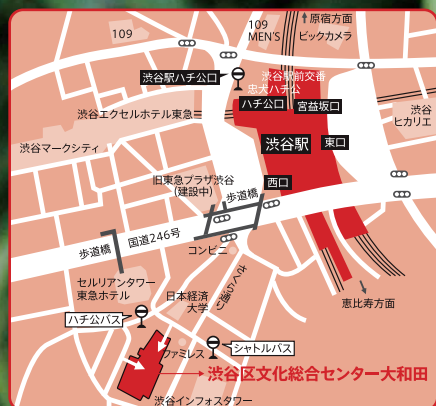 109
109
MEN'S
↑原宿方面
ビックカメラ
渋谷駅ハチ公口
渋谷駅前交番
忠犬ハチ公
ハチ公口
宮益坂口
渋谷エクセルホテル東急
渋谷
ヒカリエ
渋谷マークシティ
渋谷駅
東口
旧東急プラザ渋谷
(建設中)
西口
歩道橋
国道246号
歩道橋
コンビニ
さくら通り
セルリアンタワー
東急ホテル
日本経済
大学
恵比寿方面
ハチ公バス
ファミレス
シャトルバス
渋谷区文化総合センター大和田
渋谷インフォスタワー